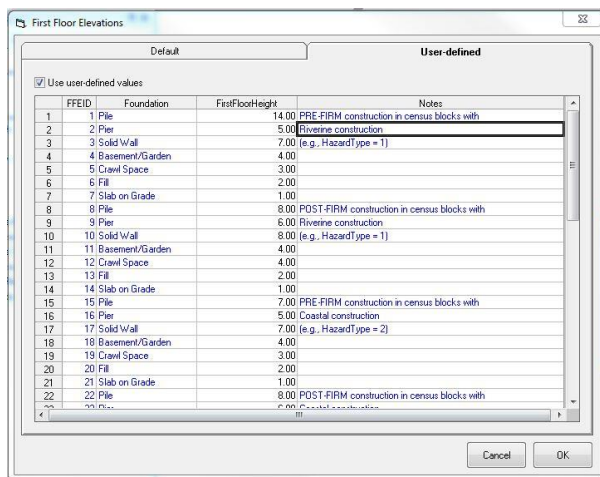 First Floor Elevations
Default User-defined
Use user-defined values
FFEID Foundation FirstFloorHeight Notes
1 1 Pile 14.00 PRE-FIRM construction in census blocks with
2 2 Pier 5.00 Riverine construction
3 3 Solid Wall 7.00 (e.g., HazardType = 1)
4 4 Basement/Garden 4.00
5 5 Crawl Space 3.00
6 6 Fill 2.00
7 7 Slab on Grade 1.00
8 8 Pile 8.00 POST-FIRM construction in census blocks with
9 9 Pier 6.00 Riverine construction
10 10 Solid Wall 8.00 (e.g., HazardType = 1)
11 11 Basement/Garden 4.00
12 12 Crawl Space 4.00
13 13 Fill 2.00
14 14 Slab on Grade 1.00
15 15 Pile 7.00 PRE-FIRM construction in census blocks with
16 16 Pier 5.00 Coastal construction
17 17 Solid Wall 7.00 (e.g., HazardType = 2)
18 18 Basement/Garden 4.00
19 19 Crawl Space 3.00
20 20 Fill 2.00
21 21 Slab on Grade 1.00
22 22 Pile 8.00 POST-FIRM construction in census blocks with
Cancel OK